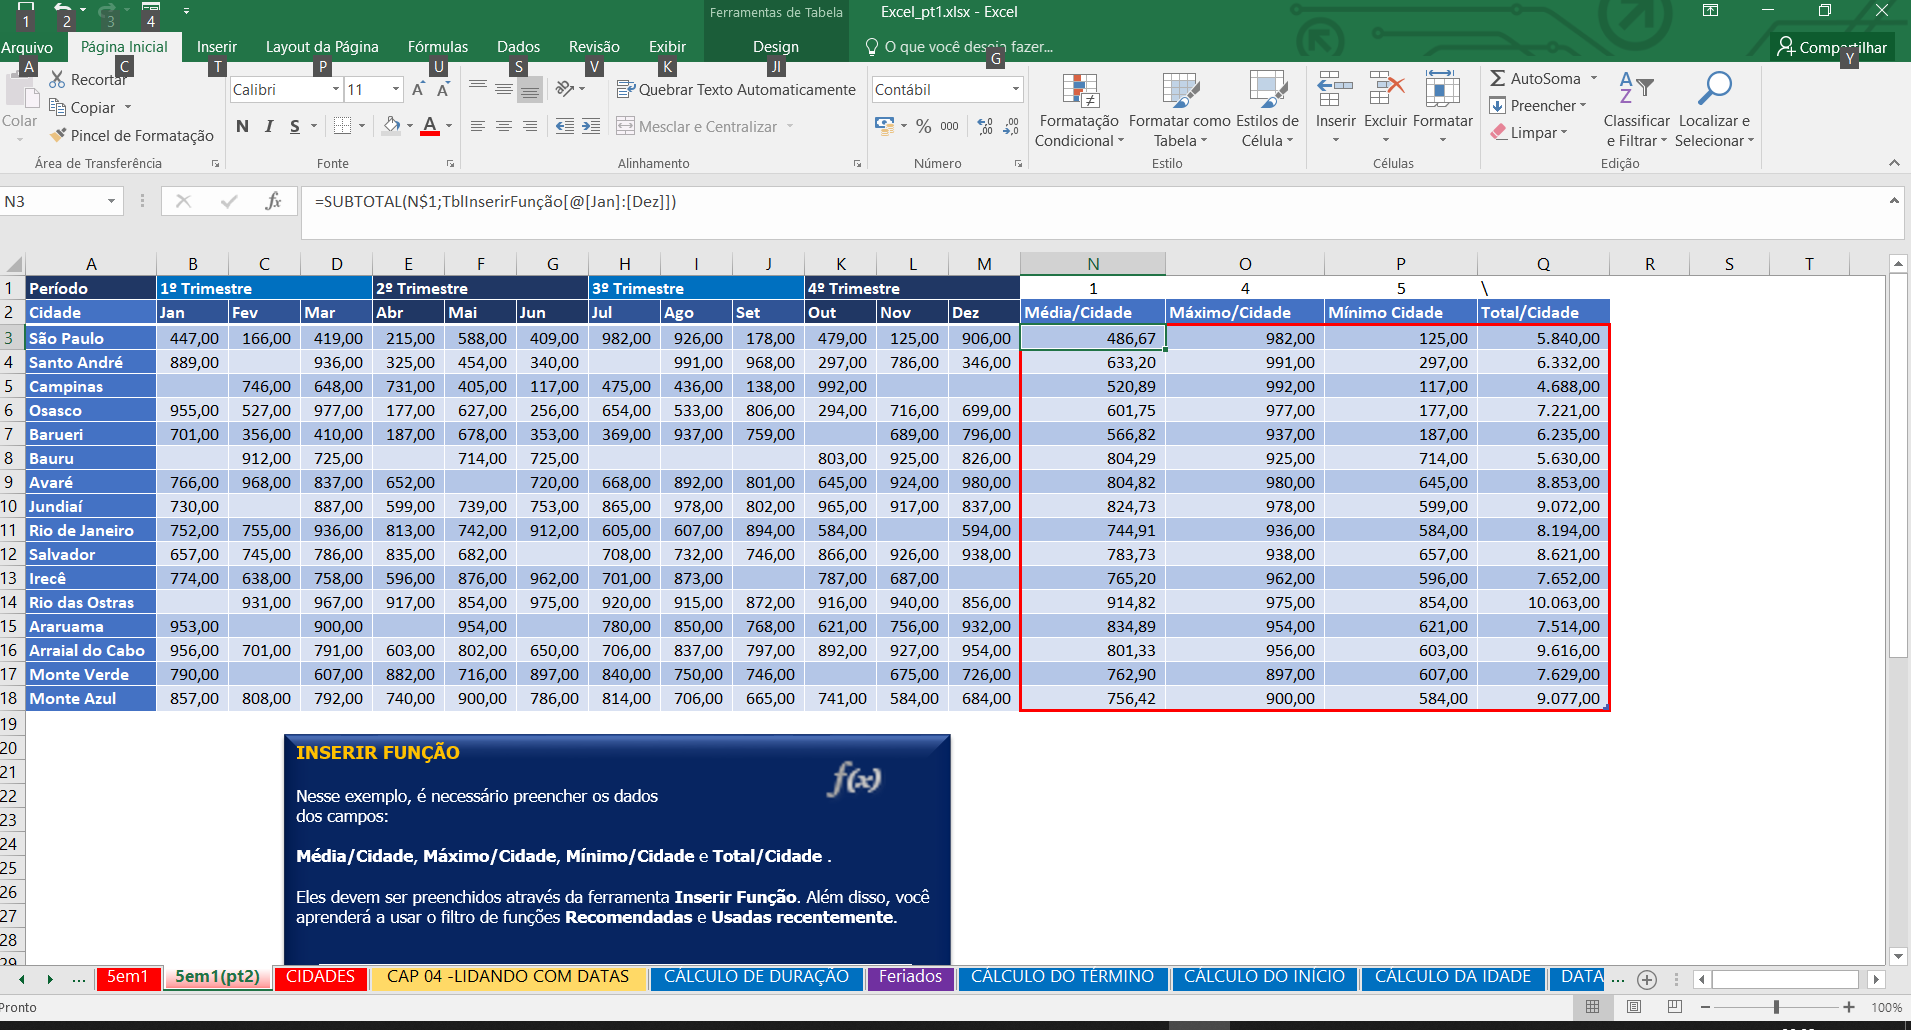 1 2 3 4
Ferramentas de Tabela
Excel_pt1.xlsx - Excel
Arquivo Página Inicial Inserir Layout da Página Fórmulas Dados Revisão Exibir Design O que você deseja fazer... Compartilhar
A C T P U S V K JI G Y
Recortar
Copiar
Pincel de Formatação
Colar
Área de Transferência
Calibri 11
N I S
Fonte
Quebrar Texto Automaticamente
Mesclar e Centralizar
Alinhamento
Contábil
% 000
Número
Formatação Condicional
Formatar como Tabela
Estilos de Célula
Estilo
Inserir Excluir Formatar
Células
AutoSoma
Preencher
Limpar
Classificar e Filtrar
Localizar e Selecionar
Edição
N3 fx =SUBTOTAL(N$1;TblInserirFunção[@[Jan]:[Dez]])
A B C D E F G H I J K L M N O P Q R S T
1 Período 1º Trimestre 2º Trimestre 3º Trimestre 4º Trimestre 1 4 5 \
2 Cidade Jan Fev Mar Abr Mai Jun Jul Ago Set Out Nov Dez Média/Cidade Máximo/Cidade Mínimo Cidade Total/Cidade
3 São Paulo 447,00 166,00 419,00 215,00 588,00 409,00 982,00 926,00 178,00 479,00 125,00 906,00 486,67 982,00 125,00 5.840,00
4 Santo André 889,00 936,00 325,00 454,00 340,00 991,00 968,00 297,00 786,00 346,00 633,20 991,00 297,00 6.332,00
5 Campinas 746,00 648,00 731,00 405,00 117,00 475,00 436,00 138,00 992,00 520,89 992,00 117,00 4.688,00
6 Osasco 955,00 527,00 977,00 177,00 627,00 256,00 654,00 533,00 806,00 294,00 716,00 699,00 601,75 977,00 177,00 7.221,00
7 Barueri 701,00 356,00 410,00 187,00 678,00 353,00 369,00 937,00 759,00 689,00 796,00 566,82 937,00 187,00 6.235,00
8 Bauru 912,00 725,00 714,00 725,00 803,00 925,00 826,00 804,29 925,00 714,00 5.630,00
9 Avaré 766,00 968,00 837,00 652,00 720,00 668,00 892,00 801,00 645,00 924,00 980,00 804,82 980,00 645,00 8.853,00
10 Jundiaí 730,00 887,00 599,00 739,00 753,00 865,00 978,00 802,00 965,00 917,00 837,00 824,73 978,00 599,00 9.072,00
11 Rio de Janeiro 752,00 755,00 936,00 813,00 742,00 912,00 605,00 607,00 894,00 584,00 594,00 744,91 936,00 584,00 8.194,00
12 Salvador 657,00 745,00 786,00 835,00 682,00 708,00 732,00 746,00 866,00 926,00 938,00 783,73 938,00 657,00 8.621,00
13 Irecê 774,00 638,00 758,00 596,00 876,00 962,00 701,00 873,00 787,00 687,00 765,20 962,00 596,00 7.652,00
14 Rio das Ostras 931,00 967,00 917,00 854,00 975,00 920,00 915,00 872,00 916,00 940,00 856,00 914,82 975,00 854,00 10.063,00
15 Araruama 953,00 900,00 954,00 780,00 850,00 768,00 621,00 756,00 932,00 834,89 954,00 621,00 7.514,00
16 Arraial do Cabo 956,00 701,00 791,00 603,00 802,00 650,00 706,00 837,00 797,00 892,00 927,00 954,00 801,33 956,00 603,00 9.616,00
17 Monte Verde 790,00 607,00 882,00 716,00 897,00 840,00 750,00 746,00 675,00 726,00 762,90 897,00 607,00 7.629,00
18 Monte Azul 857,00 808,00 792,00 740,00 900,00 786,00 814,00 706,00 665,00 741,00 584,00 684,00 756,42 900,00 584,00 9.077,00
19
20
21
22
23
24
25
26
27
28
29
INSERIR FUNÇÃO
f(x)
Nesse exemplo, é necessário preencher os dados
dos campos:
Média/Cidade, Máximo/Cidade, Mínimo/Cidade e Total/Cidade .
Eles devem ser preenchidos através da ferramenta Inserir Função. Além disso, você
aprenderá a usar o filtro de funções Recomendadas e Usadas recentemente.
... 5em1 5em1(pt2) CIDADES CAP 04 -LIDANDO COM DATAS CÁLCULO DE DURAÇÃO Feriados CÁLCULO DO TÉRMINO CÁLCULO DO INÍCIO CÁLCULO DA IDADE DATA ...
Pronto 100%